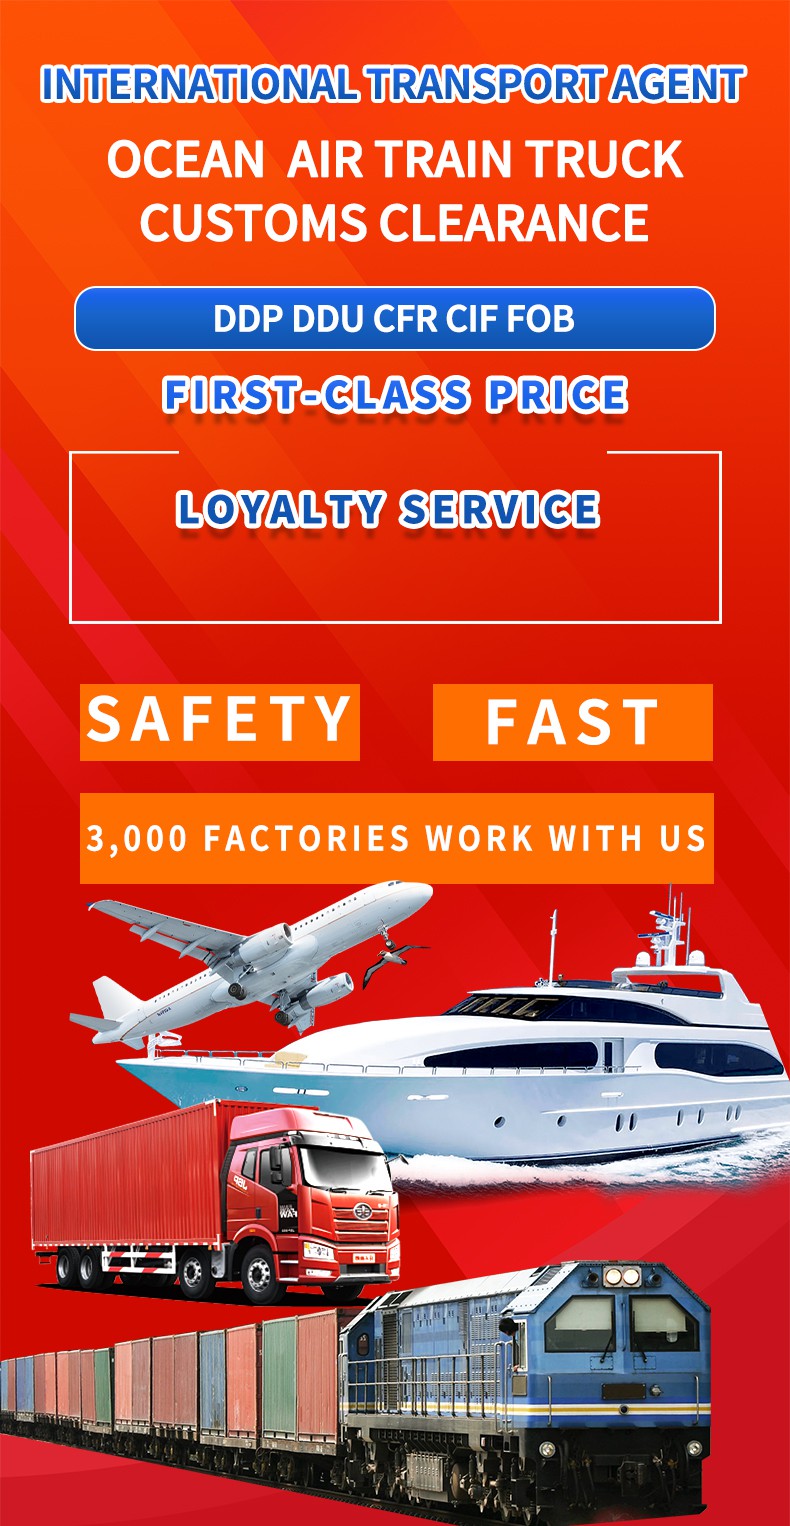 INTERNATIONAL TRANSPORT AGENT
OCEAN AIR TRAIN TRUCK
CUSTOMS CLEARANCE
DDP DDU CFR CIF FOB
FIRST-CLASS PRICE
LOYALTY SERVICE
SAFETY
FAST
3,000 FACTORIES WORK WITH US